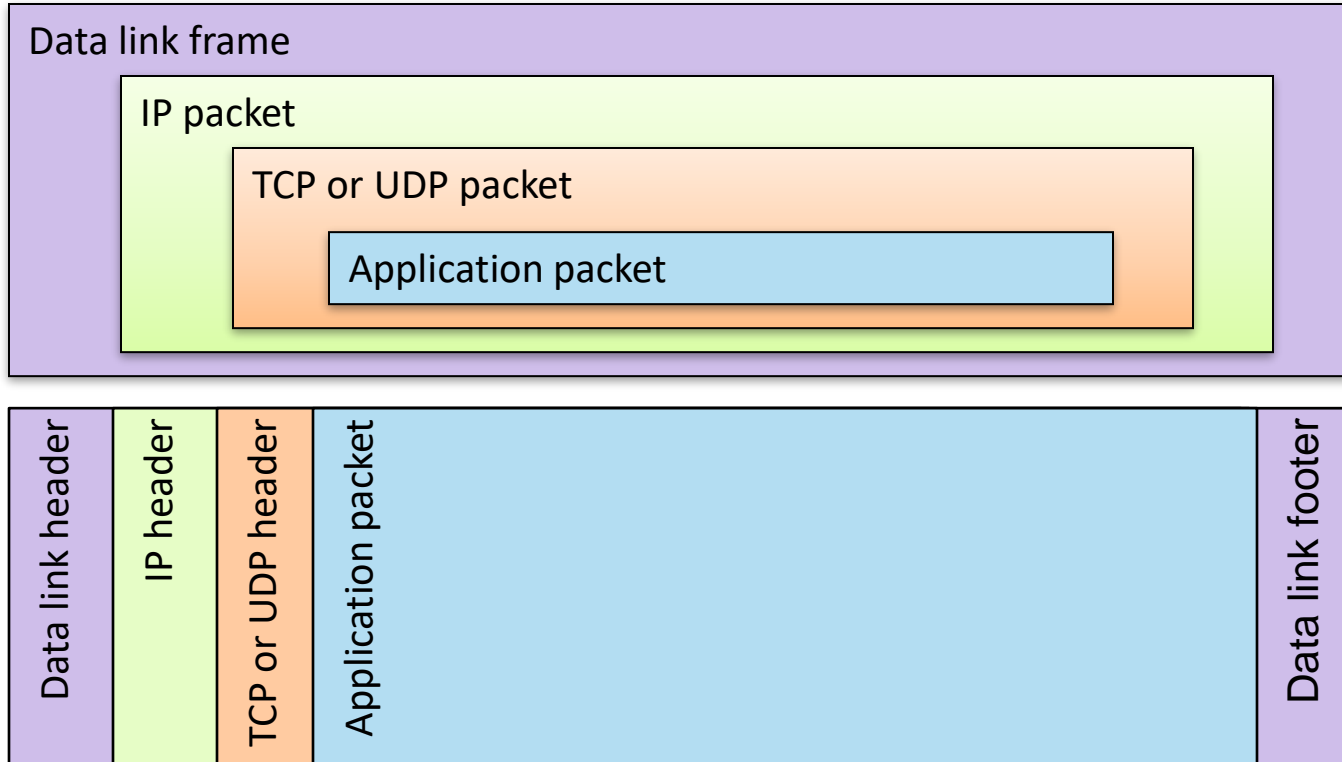 Data link frame
IP packet
TCP or UDP packet
Application packet
Data link header
IP header
TCP or UDP header
Application packet
Data link footer